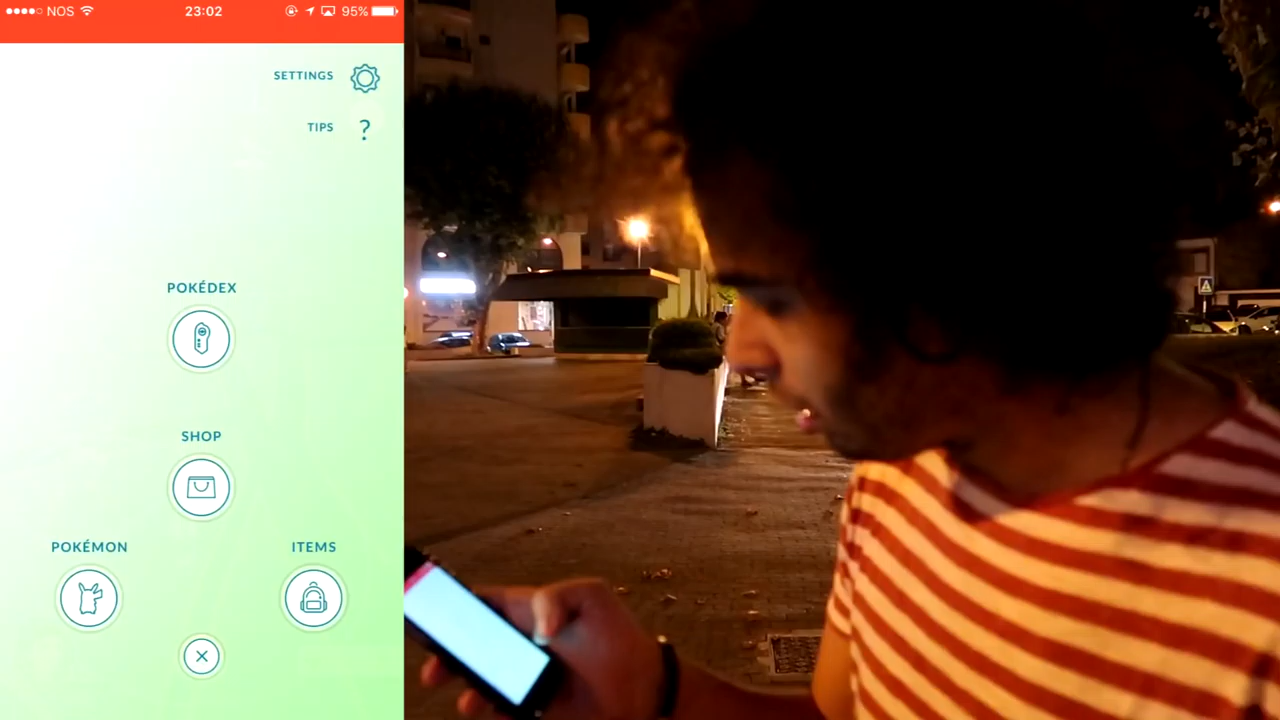 NOS 23:02 95%
SETTINGS
TIPS ?
POKÉDEX
SHOP
POKÉMON
ITEMS